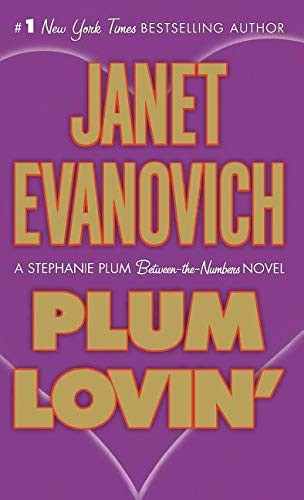 #1 New York Times BESTSELLING AUTHOR
JANET
EVANOVICH
A STEPHANIE PLUM Between-the-Numbers NOVEL
PLUM
LOVIN'